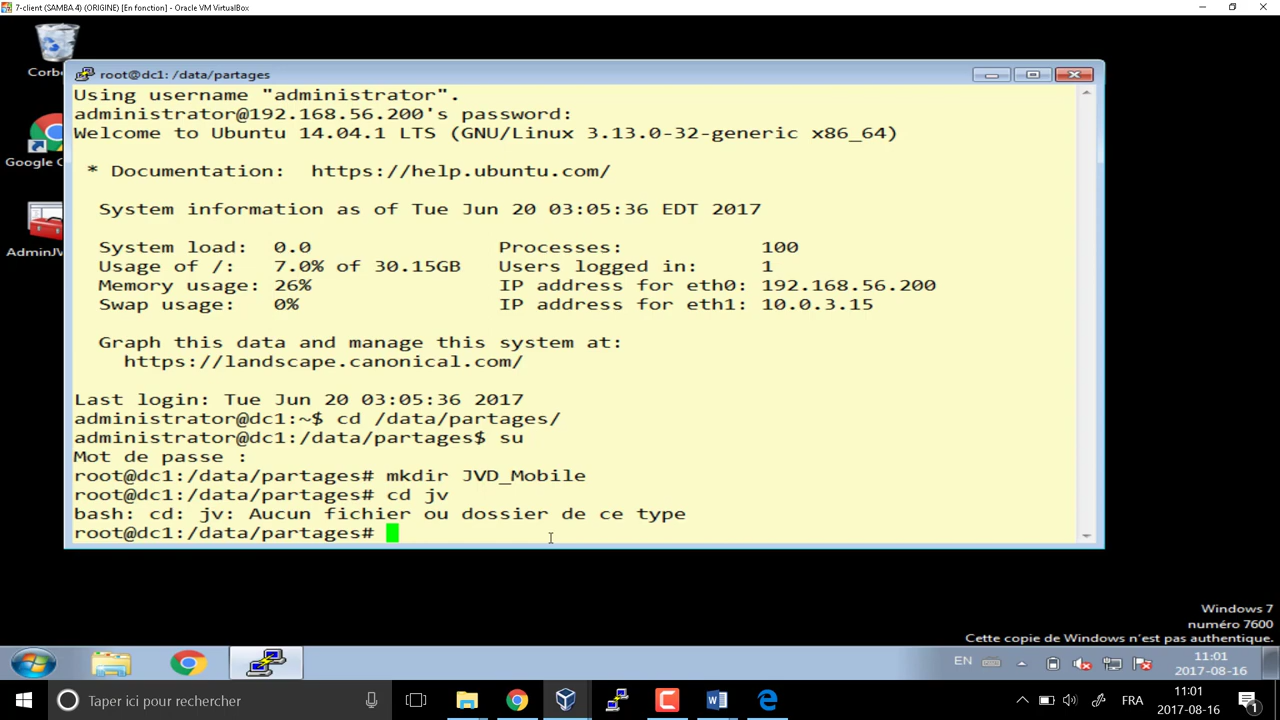 7-client (SAMBA 4) (ORIGINE) [En fonction] - Oracle VM VirtualBox
Corbe
root@dc1: /data/partages
Using username "administrator".
administrator@192.168.56.200's password:
Welcome to Ubuntu 14.04.1 LTS (GNU/Linux 3.13.0-32-generic x86_64)
Google C
* Documentation: https://help.ubuntu.com/
System information as of Tue Jun 20 03:05:36 EDT 2017
AdminJV
System load: 0.0 Processes: 100
Usage of /: 7.0% of 30.15GB Users logged in: 1
Memory usage: 26% IP address for eth0: 192.168.56.200
Swap usage: 0% IP address for eth1: 10.0.3.15
Graph this data and manage this system at:
https://landscape.canonical.com/
Last login: Tue Jun 20 03:05:36 2017
administrator@dc1:~$ cd /data/partages/
administrator@dc1:/data/partages$ su
Mot de passe :
root@dc1:/data/partages# mkdir JVD_Mobile
root@dc1:/data/partages# cd jv
bash: cd: jv: Aucun fichier ou dossier de ce type
root@dc1:/data/partages#
Windows 7
numéro 7600
Cette copie de Windows n'est pas authentique.
EN
11:01
2017-08-16
Taper ici pour rechercher
FRA
11:01
2017-08-16
1